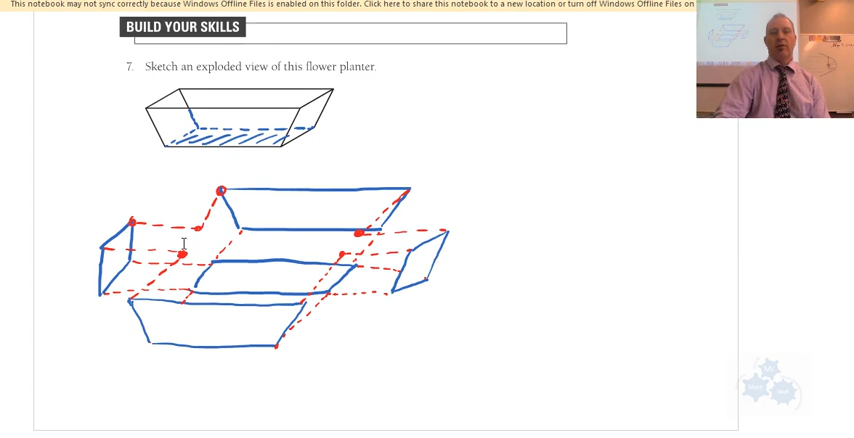 This notebook may not sync correctly because Windows Offline Files is enabled on this folder. Click here to share this notebook to a new location or turn off Windows Offline Files on
BUILD YOUR SKILLS
7. Sketch an exploded view of this flower planter.